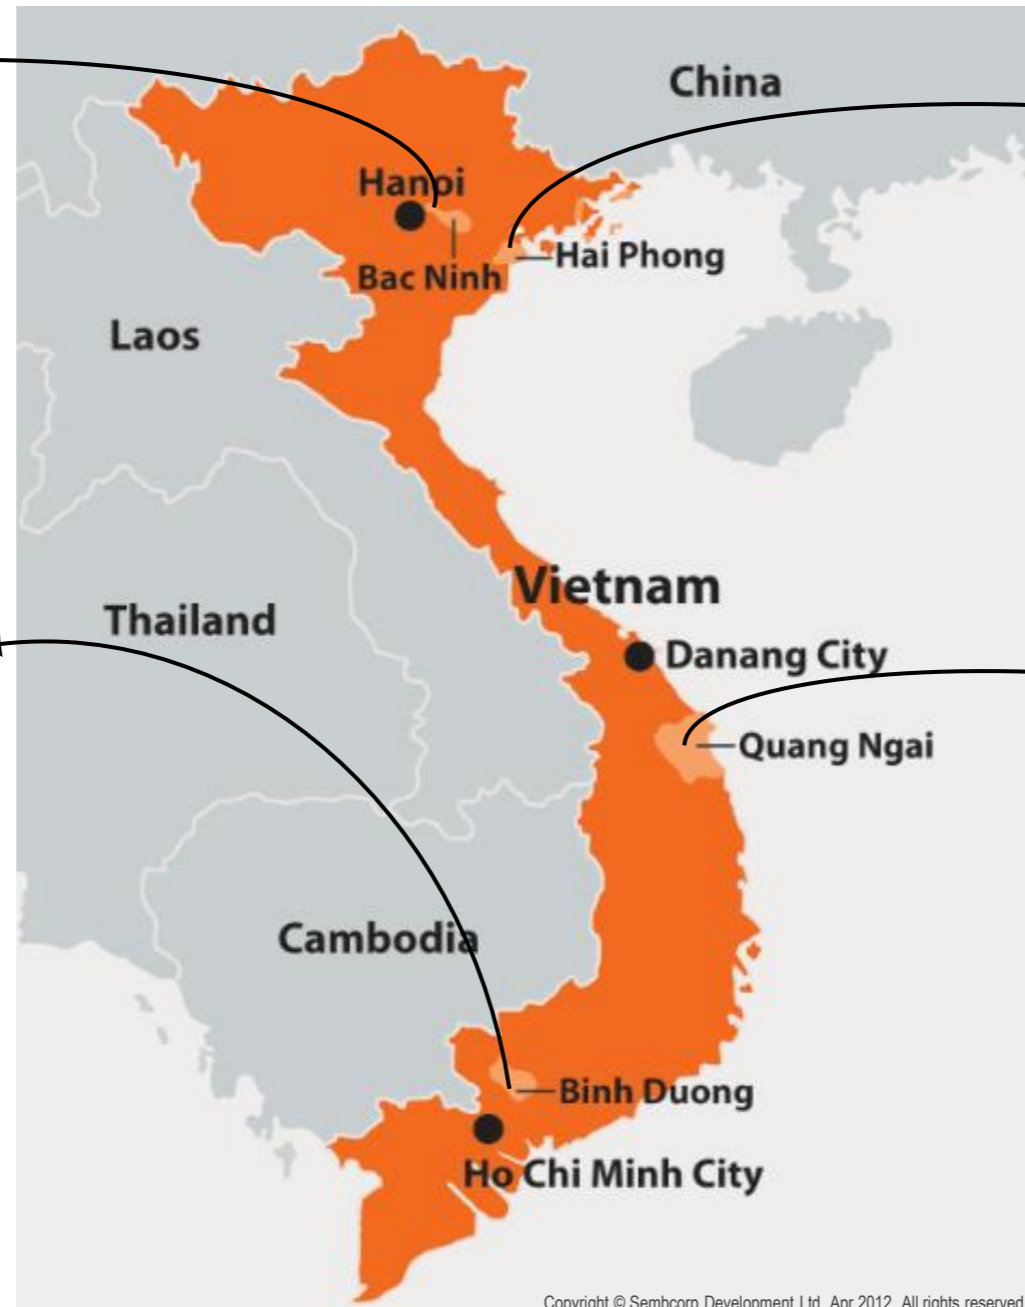 China
Hanoi
Hai Phong
Bac Ninh
Laos
Vietnam
Thailand
Danang City
Quang Ngai
Cambodia
Binh Duong
Ho Chi Minh City
Copyright © Sembcorp Development Ltd. Apr 2012. All rights reserved